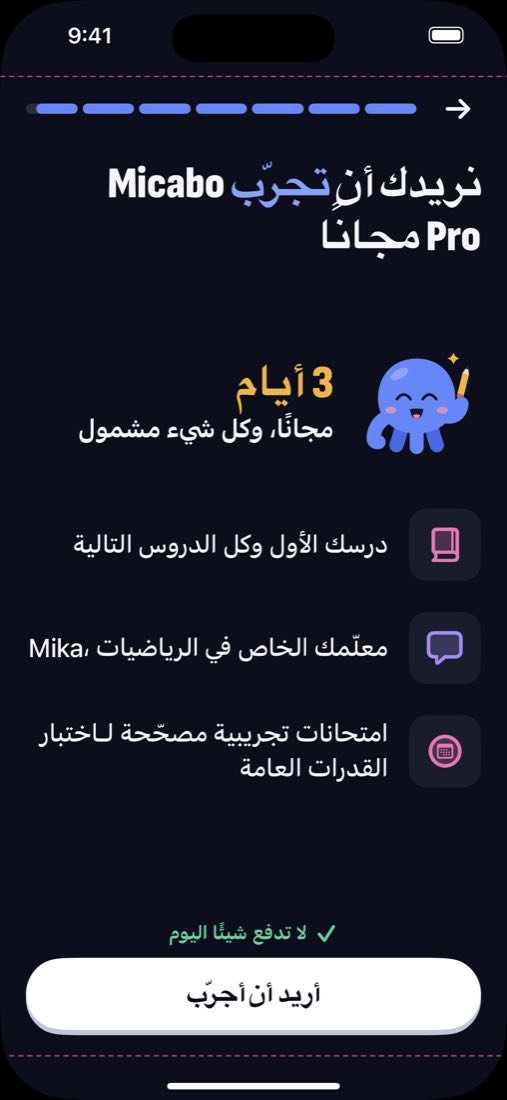 9:41
نريدك أن تجرّب Micabo
Pro مجانًا
3 أيام
مجانًا، وكل شيء مشمول
درسك الأول وكل الدروس التالية
معلّمك الخاص في الرياضيات ،Mika
امتحانات تجريبية مصحّحة لـاختبار
القدرات العامة
لا تدفع شيئًا اليوم
أريد أن أجرّب